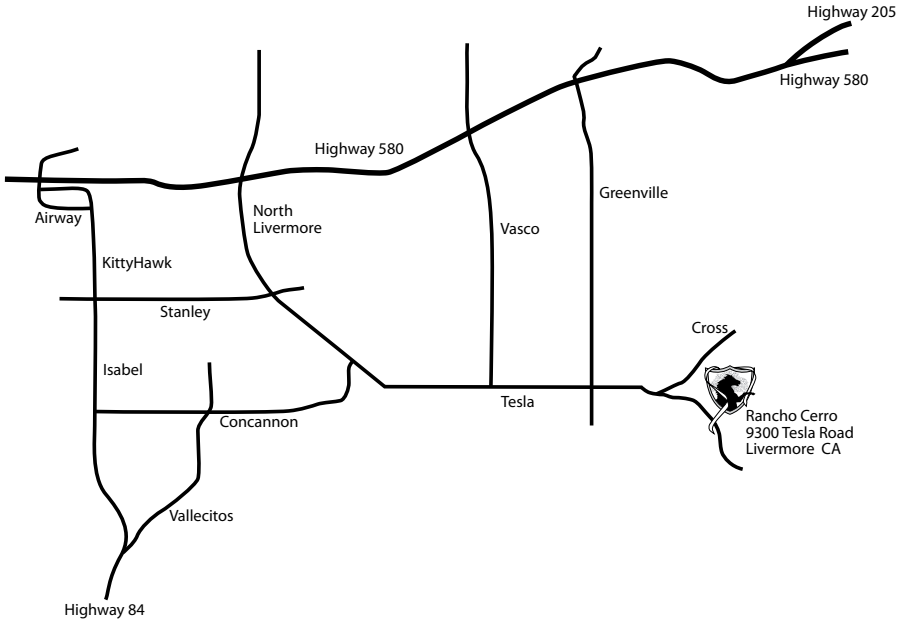 Highway 205
Highway 580
Highway 580
Greenville
Airway
North
Livermore
Vasco
KittyHawk
Stanley
Cross
Isabel
Tesla
Concannon
Rancho Cerro
9300 Tesla Road
Livermore CA
Vallecitos
Highway 84